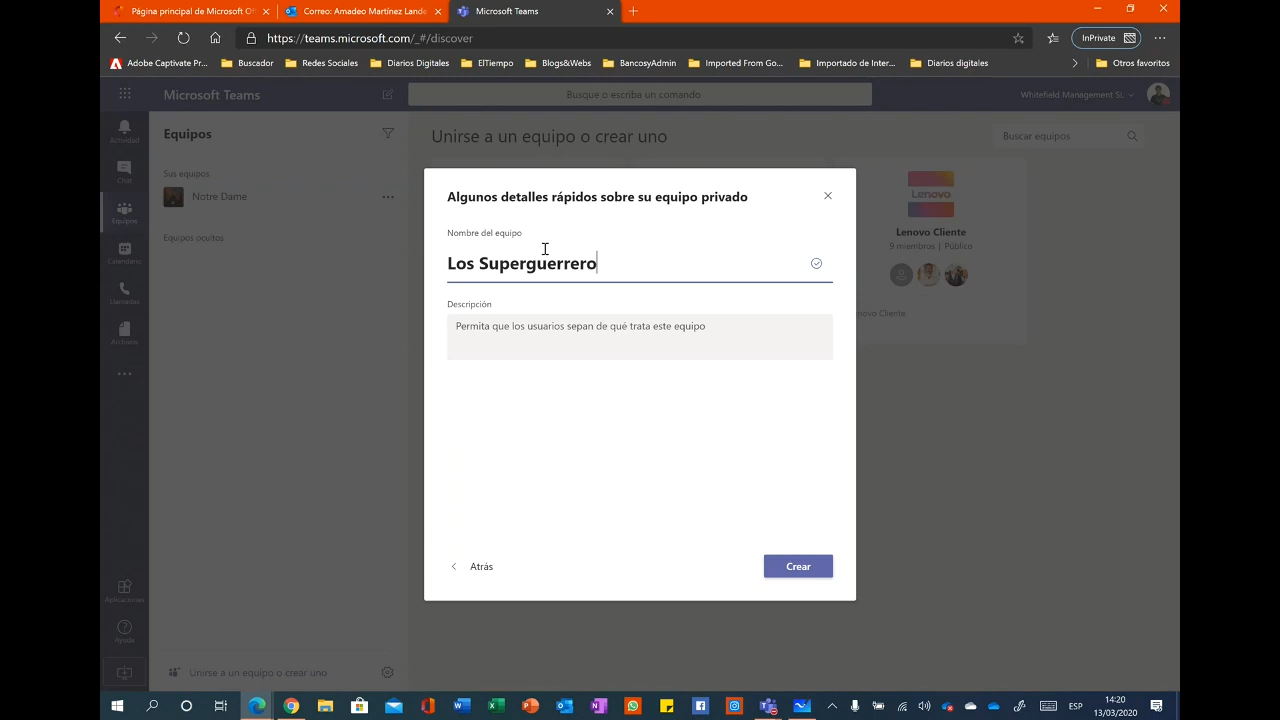 Página principal de Microsoft Of
Correo: Amadeo Martínez Lande
Microsoft Teams
https://teams.microsoft.com/_#/discover
InPrivate
Adobe Captivate Pr...
Buscador
Redes Sociales
Diarios Digitales
ElTiempo
Blogs&Webs
BancosyAdmin
Imported From Go...
Importado de Inter...
Diarios digitales
Otros favoritos
Microsoft Teams
Busque o escriba un comando
Whitefield Management SL
Actividad
Chat
Equipos
Calendario
Llamadas
Archivos
Aplicaciones
Ayuda
Equipos
Sus equipos
Notre Dame
Equipos ocultos
Unirse a un equipo o crear uno
Unirse a un equipo o crear uno
Buscar equipos
Lenovo
Lenovo Cliente
9 miembros | Público
novo Cliente
Algunos detalles rápidos sobre su equipo privado
Nombre del equipo
Los Superguerrero
Descripción
Permita que los usuarios sepan de qué trata este equipo
Atrás
Crear
ESP
14:20
13/03/2020